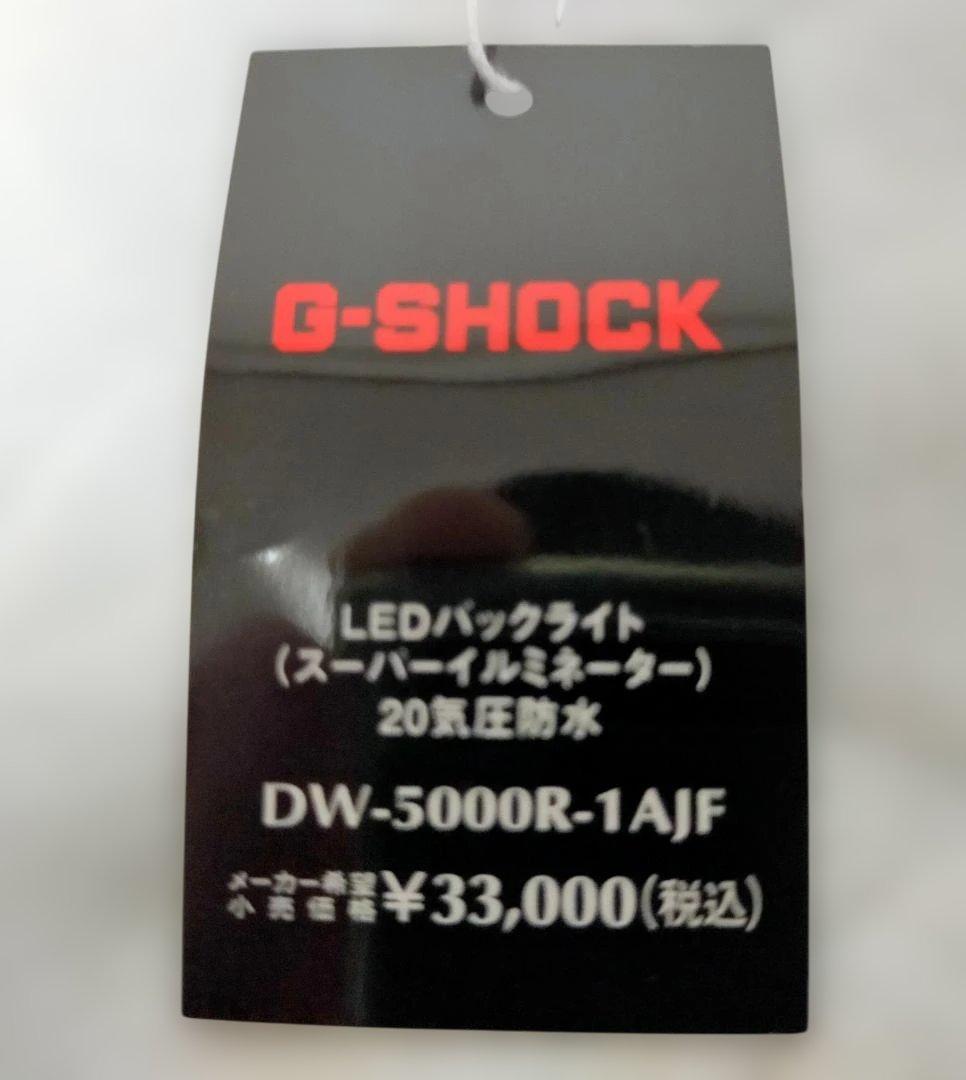 G-SHOCK
LEDバックライト
(スーパーイルミネーター)
20気圧防水
DW-5000R-1AJF
メーカー希望
小売価格 ¥33,000(税込)